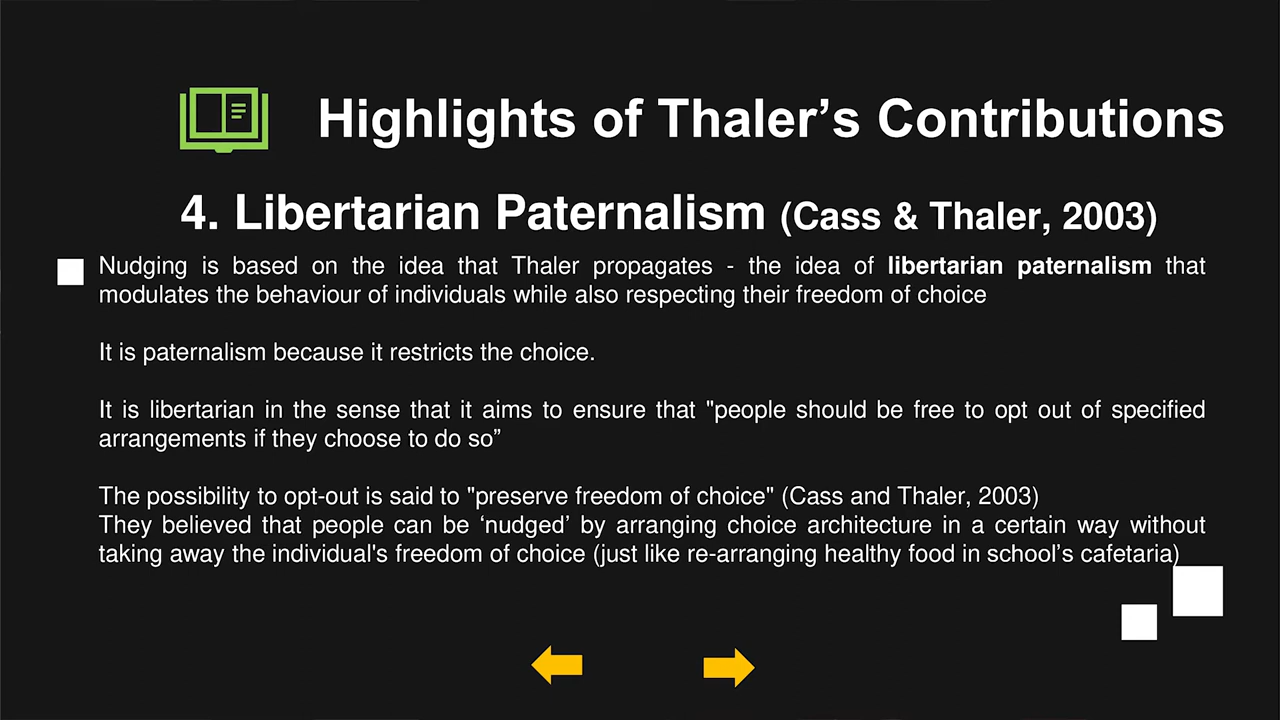 Highlights of Thaler’s Contributions
4. Libertarian Paternalism (Cass & Thaler, 2003)
Nudging is based on the idea that Thaler propagates - the idea of libertarian paternalism that
modulates the behaviour of individuals while also respecting their freedom of choice
It is paternalism because it restricts the choice.
It is libertarian in the sense that it aims to ensure that "people should be free to opt out of specified
arrangements if they choose to do so”
The possibility to opt-out is said to "preserve freedom of choice" (Cass and Thaler, 2003)
They believed that people can be ‘nudged’ by arranging choice architecture in a certain way without
taking away the individual's freedom of choice (just like re-arranging healthy food in school’s cafetaria)